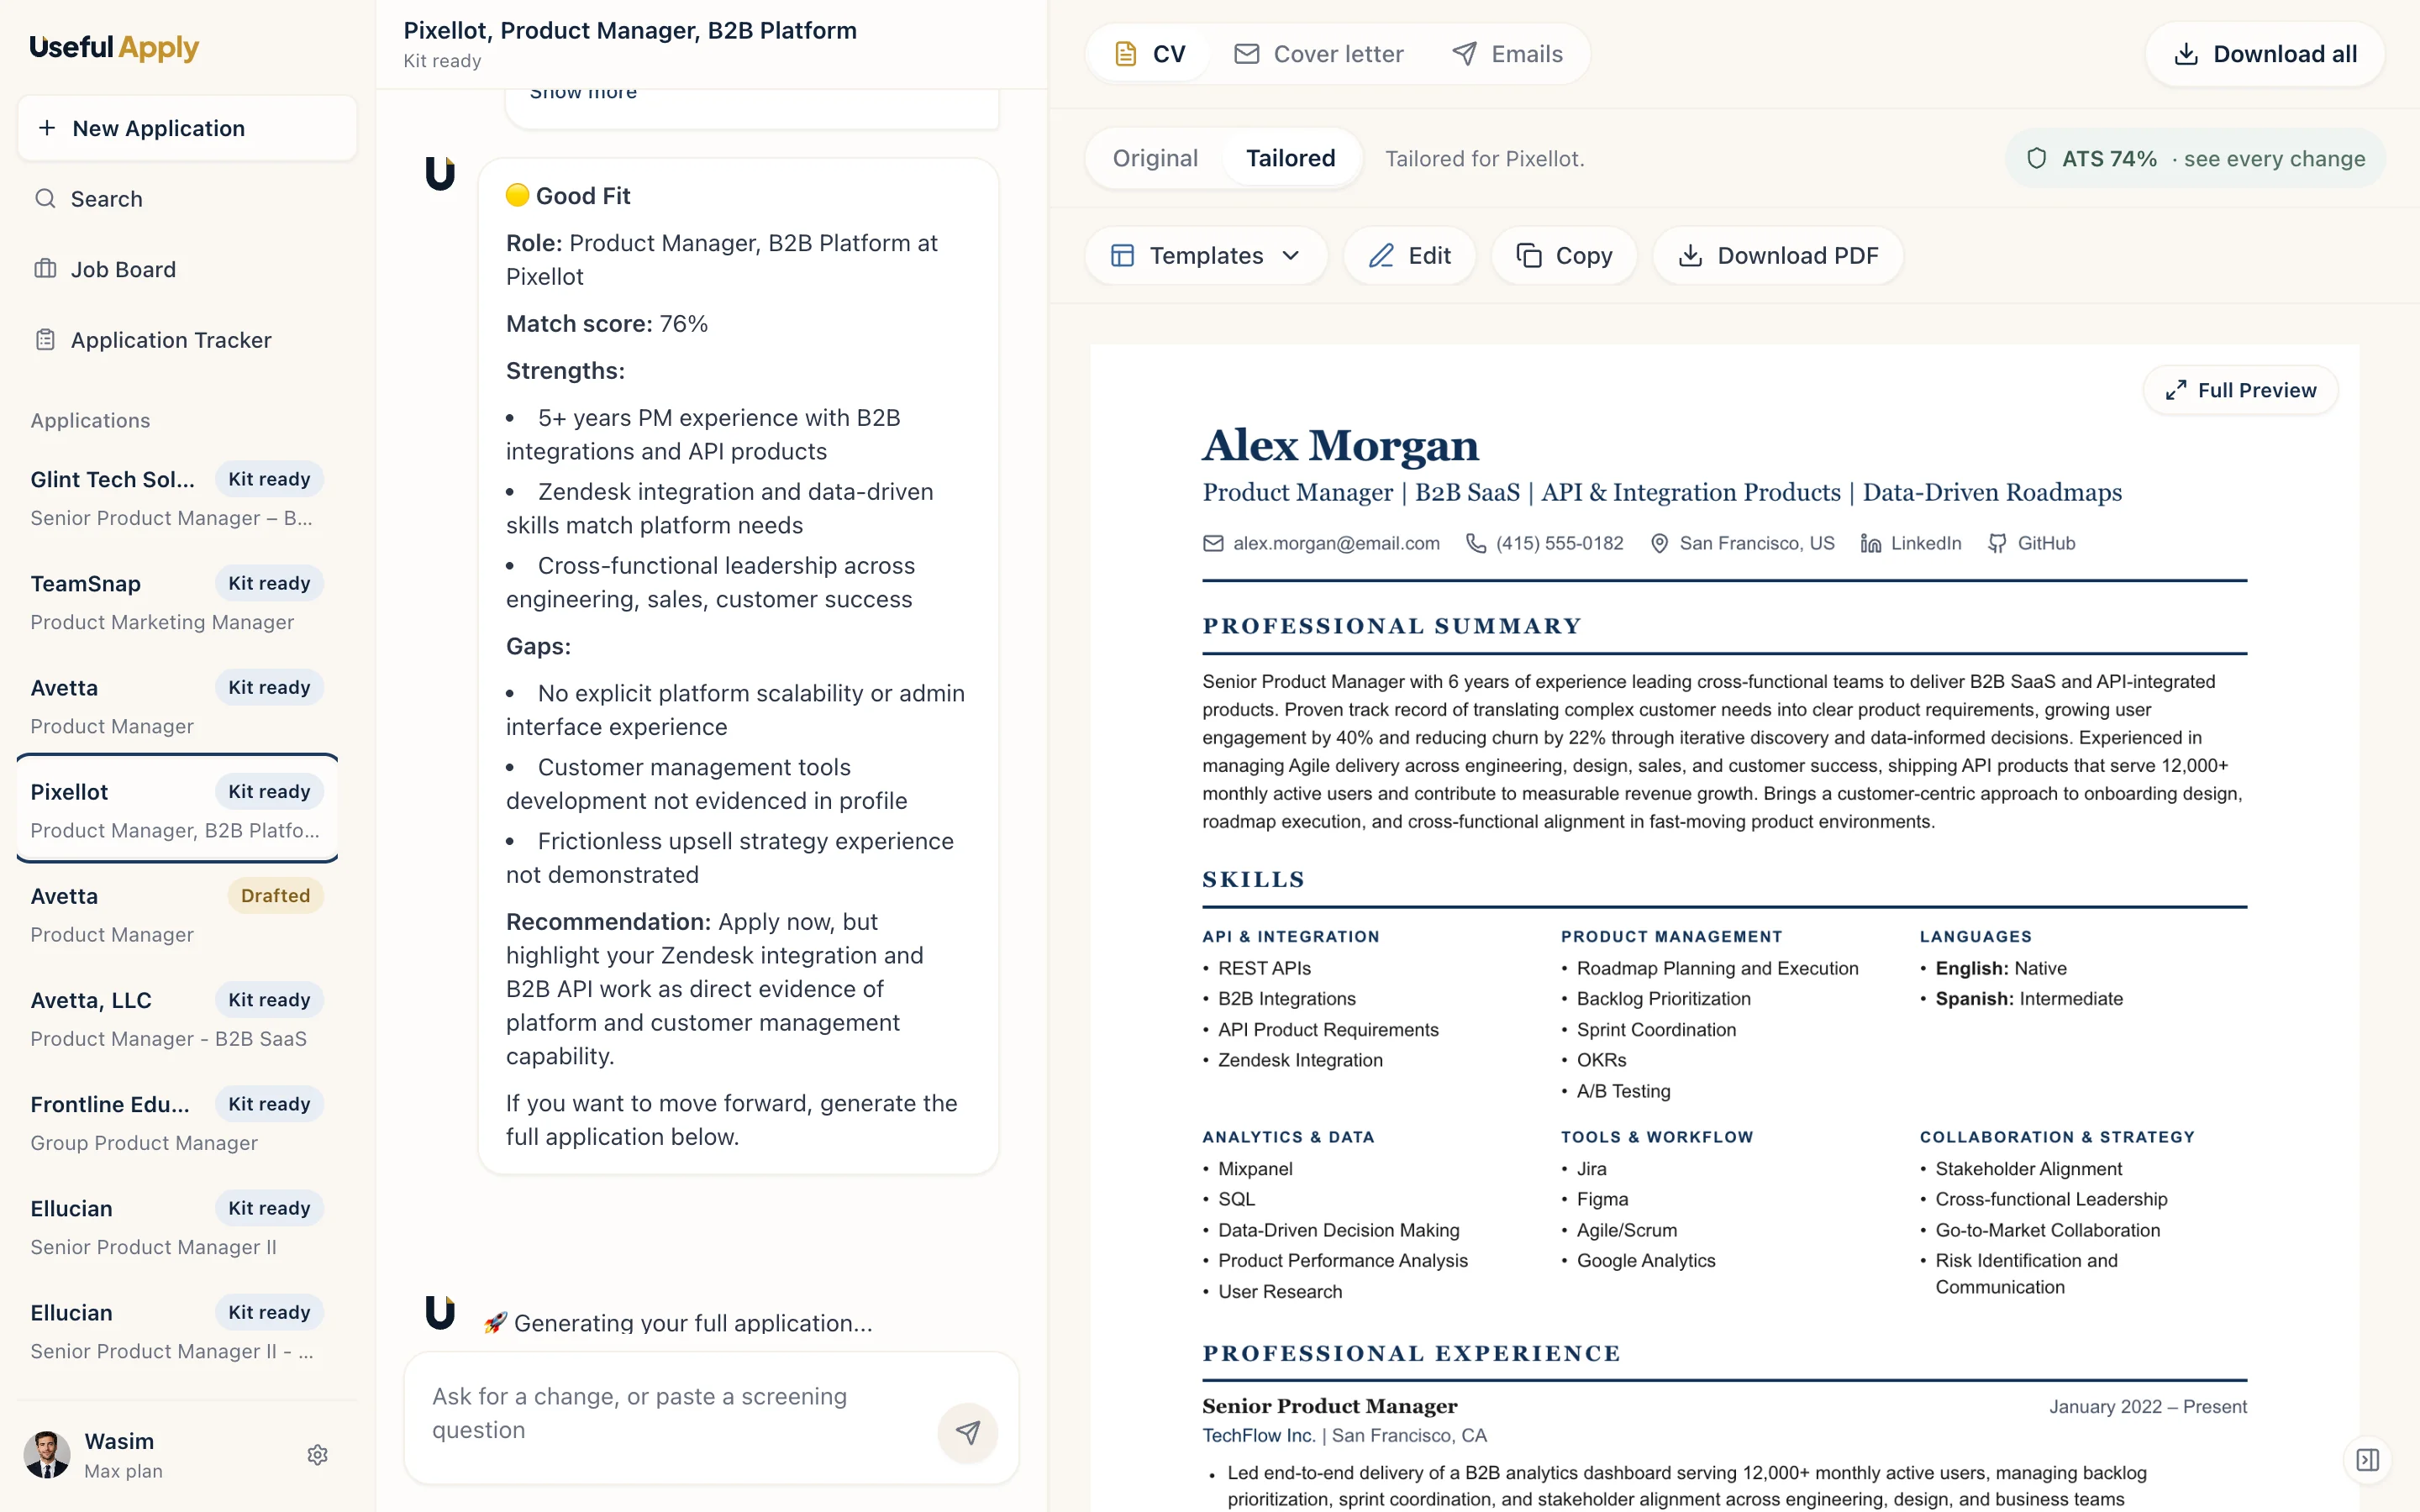 Useful Apply
New Application
Search
Job Board
Application Tracker
Applications
Glint Tech Sol... Kit ready
Senior Product Manager – B...
TeamSnap Kit ready
Product Marketing Manager
Avetta Kit ready
Product Manager
Pixellot Kit ready
Product Manager, B2B Platfo...
Avetta Drafted
Product Manager
Avetta, LLC Kit ready
Product Manager - B2B SaaS
Frontline Edu... Kit ready
Group Product Manager
Ellucian Kit ready
Senior Product Manager II
Ellucian Kit ready
Senior Product Manager II - ...
Wasim
Max plan
Pixellot, Product Manager, B2B Platform
Kit ready
Show more
Good Fit
Role: Product Manager, B2B Platform at
Pixellot
Match score: 76%
Strengths:
• 5+ years PM experience with B2B
integrations and API products
• Zendesk integration and data-driven
skills match platform needs
• Cross-functional leadership across
engineering, sales, customer success
Gaps:
• No explicit platform scalability or admin
interface experience
• Customer management tools
development not evidenced in profile
• Frictionless upsell strategy experience
not demonstrated
Recommendation: Apply now, but
highlight your Zendesk integration and
B2B API work as direct evidence of
platform and customer management
capability.
If you want to move forward, generate the
full application below.
🚀 Generating your full application...
Ask for a change, or paste a screening
question
CV Cover letter Emails
Download all
Original Tailored Tailored for Pixellot.
ATS 74% · see every change
Templates Edit Copy Download PDF
Full Preview
Alex Morgan
Product Manager | B2B SaaS | API & Integration Products | Data-Driven Roadmaps
alex.morgan@email.com (415) 555-0182 San Francisco, US LinkedIn GitHub
PROFESSIONAL SUMMARY
Senior Product Manager with 6 years of experience leading cross-functional teams to deliver B2B SaaS and API-integrated
products. Proven track record of translating complex customer needs into clear product requirements, growing user
engagement by 40% and reducing churn by 22% through iterative discovery and data-informed decisions. Experienced in
managing Agile delivery across engineering, design, sales, and customer success, shipping API products that serve 12,000+
monthly active users and contribute to measurable revenue growth. Brings a customer-centric approach to onboarding design,
roadmap execution, and cross-functional alignment in fast-moving product environments.
SKILLS
API & INTEGRATION
• REST APIs
• B2B Integrations
• API Product Requirements
• Zendesk Integration
PRODUCT MANAGEMENT
• Roadmap Planning and Execution
• Backlog Prioritization
• Sprint Coordination
• OKRs
• A/B Testing
LANGUAGES
• English: Native
• Spanish: Intermediate
ANALYTICS & DATA
• Mixpanel
• SQL
• Data-Driven Decision Making
• Product Performance Analysis
• User Research
TOOLS & WORKFLOW
• Jira
• Figma
• Agile/Scrum
• Google Analytics
COLLABORATION & STRATEGY
• Stakeholder Alignment
• Cross-functional Leadership
• Go-to-Market Collaboration
• Risk Identification and
Communication
PROFESSIONAL EXPERIENCE
Senior Product Manager January 2022 – Present
TechFlow Inc. | San Francisco, CA
• Led end-to-end delivery of a B2B analytics dashboard serving 12,000+ monthly active users, managing backlog
prioritization, sprint coordination, and stakeholder alignment across engineering, design, and business teams